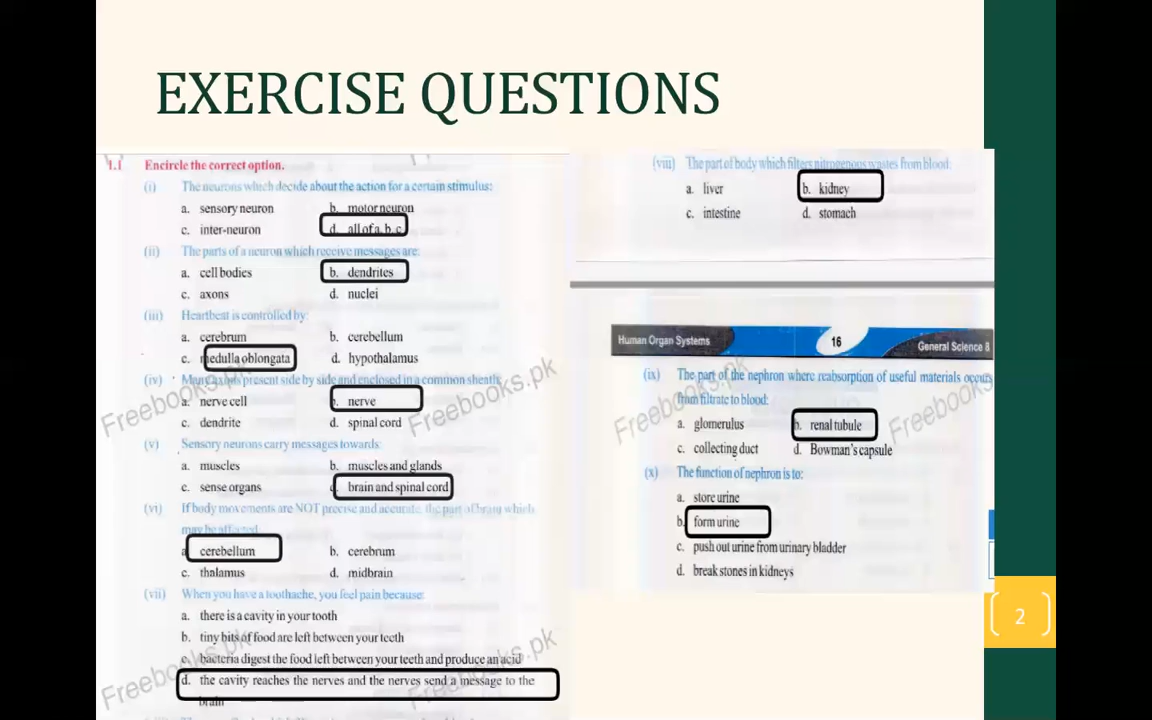 EXERCISE QUESTIONS
1.1 Encircle the correct option.
(i) The neurons which decide about the action for a certain stimulus:
a. sensory neuron b. motor neuron
c. inter-neuron d. all of a, b, c
(ii) The parts of a neuron which receive messages are:
a. cell bodies b. dendrites
c. axons d. nuclei
(iii) Heartbeat is controlled by:
a. cerebrum b. cerebellum
c. medulla oblongata d. hypothalamus
(iv) Many axons present side by side and enclosed in a common sheath:
a. nerve cell b. nerve
c. dendrite d. spinal cord
(v) Sensory neurons carry messages towards:
a. muscles b. muscles and glands
c. sense organs d. brain and spinal cord
(vi) If body movements are NOT precise and accurate, the part of brain which
may be affected
a. cerebellum b. cerebrum
c. thalamus d. midbrain
(vii) When you have a toothache, you feel pain because:
a. there is a cavity in your tooth
b. tiny bits of food are left between your teeth
c. bacteria digest the food left between your teeth and produce an acid
d. the cavity reaches the nerves and the nerves send a message to the
brain
(viii) The part of body which filters nitrogenous wastes from blood:
a. liver b. kidney
c. intestine d. stomach
Human Organ Systems 16 General Science 8
(ix) The part of the nephron where reabsorption of useful materials occurs
from filtrate to blood:
a. glomerulus b. renal tubule
c. collecting duct d. Bowman's capsule
(x) The function of nephron is to:
a. store urine
b. form urine
c. push out urine from urinary bladder
d. break stones in kidneys
2
Freebooks.pk
Freebooks.pk
Freebooks.pk
Freebooks.pk
Freebooks.pk
Freebooks